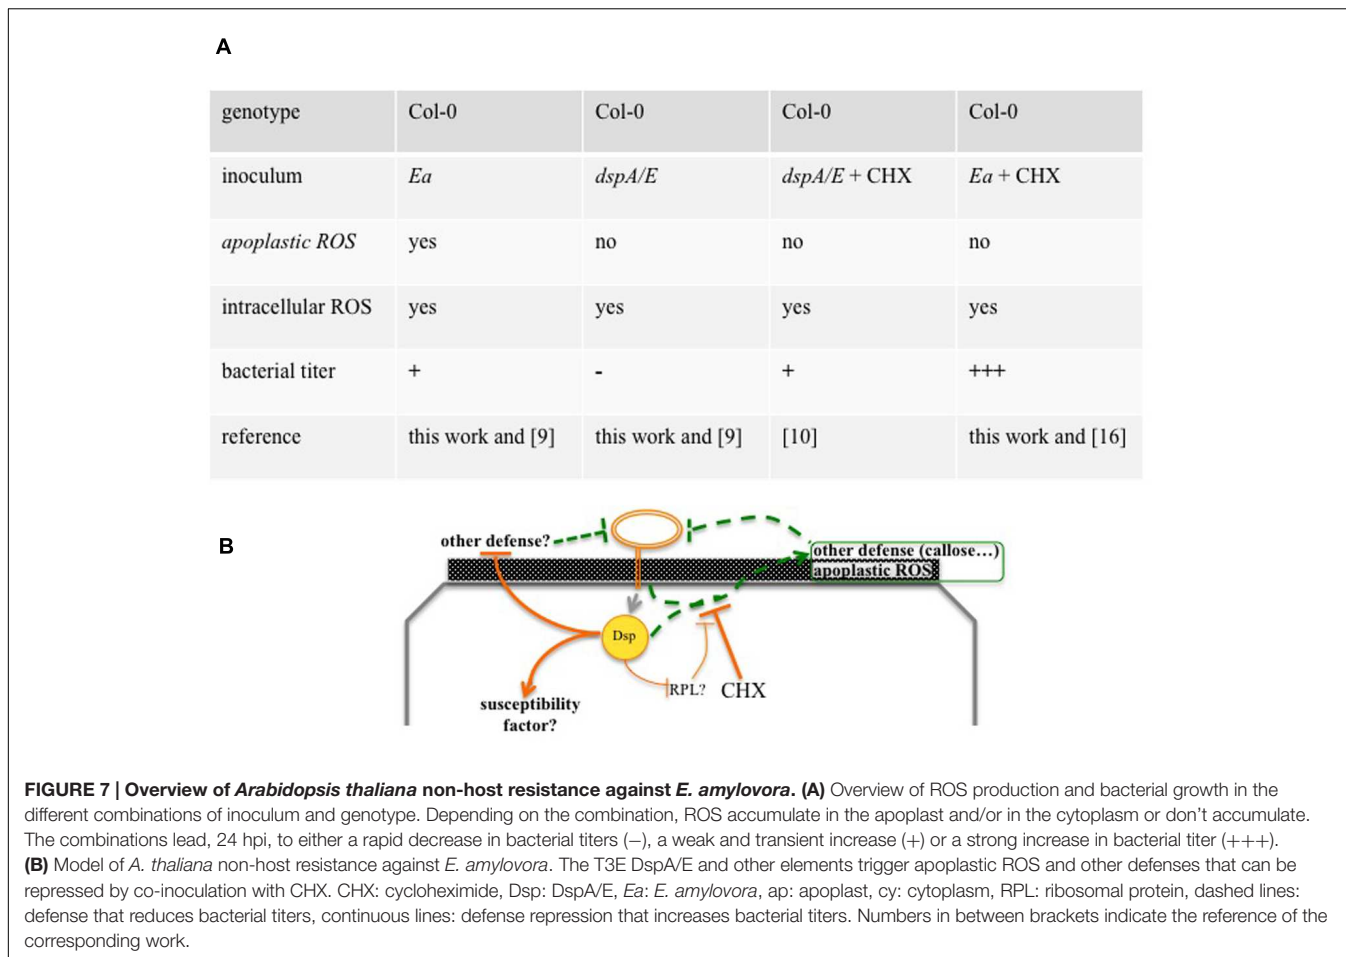 A
genotype Col-0 Col-0 Col-0 Col-0
inoculum Ea dspA/E dspA/E + CHX Ea + CHX
apoplastic ROS yes no no no
intracellular ROS yes yes yes yes
bacterial titer + - + +++
reference this work and [9] this work and [9] [10] this work and [16]
B
other defense?
other defense (callose...)
apoplastic ROS
Dsp
RPL? CHX
susceptibility
factor?
FIGURE 7 | Overview of Arabidopsis thaliana non-host resistance against E. amylovora. (A) Overview of ROS production and bacterial growth in the
different combinations of inoculum and genotype. Depending on the combination, ROS accumulate in the apoplast and/or in the cytoplasm or don't accumulate.
The combinations lead, 24 hpi, to either a rapid decrease in bacterial titers (−), a weak and transient increase (+) or a strong increase in bacterial titer (+++).
(B) Model of A. thaliana non-host resistance against E. amylovora. The T3E DspA/E and other elements trigger apoplastic ROS and other defenses that can be
repressed by co-inoculation with CHX. CHX: cycloheximide, Dsp: DspA/E, Ea: E. amylovora, ap: apoplast, cy: cytoplasm, RPL: ribosomal protein, dashed lines:
defense that reduces bacterial titers, continuous lines: defense repression that increases bacterial titers. Numbers in between brackets indicate the reference of the
corresponding work.